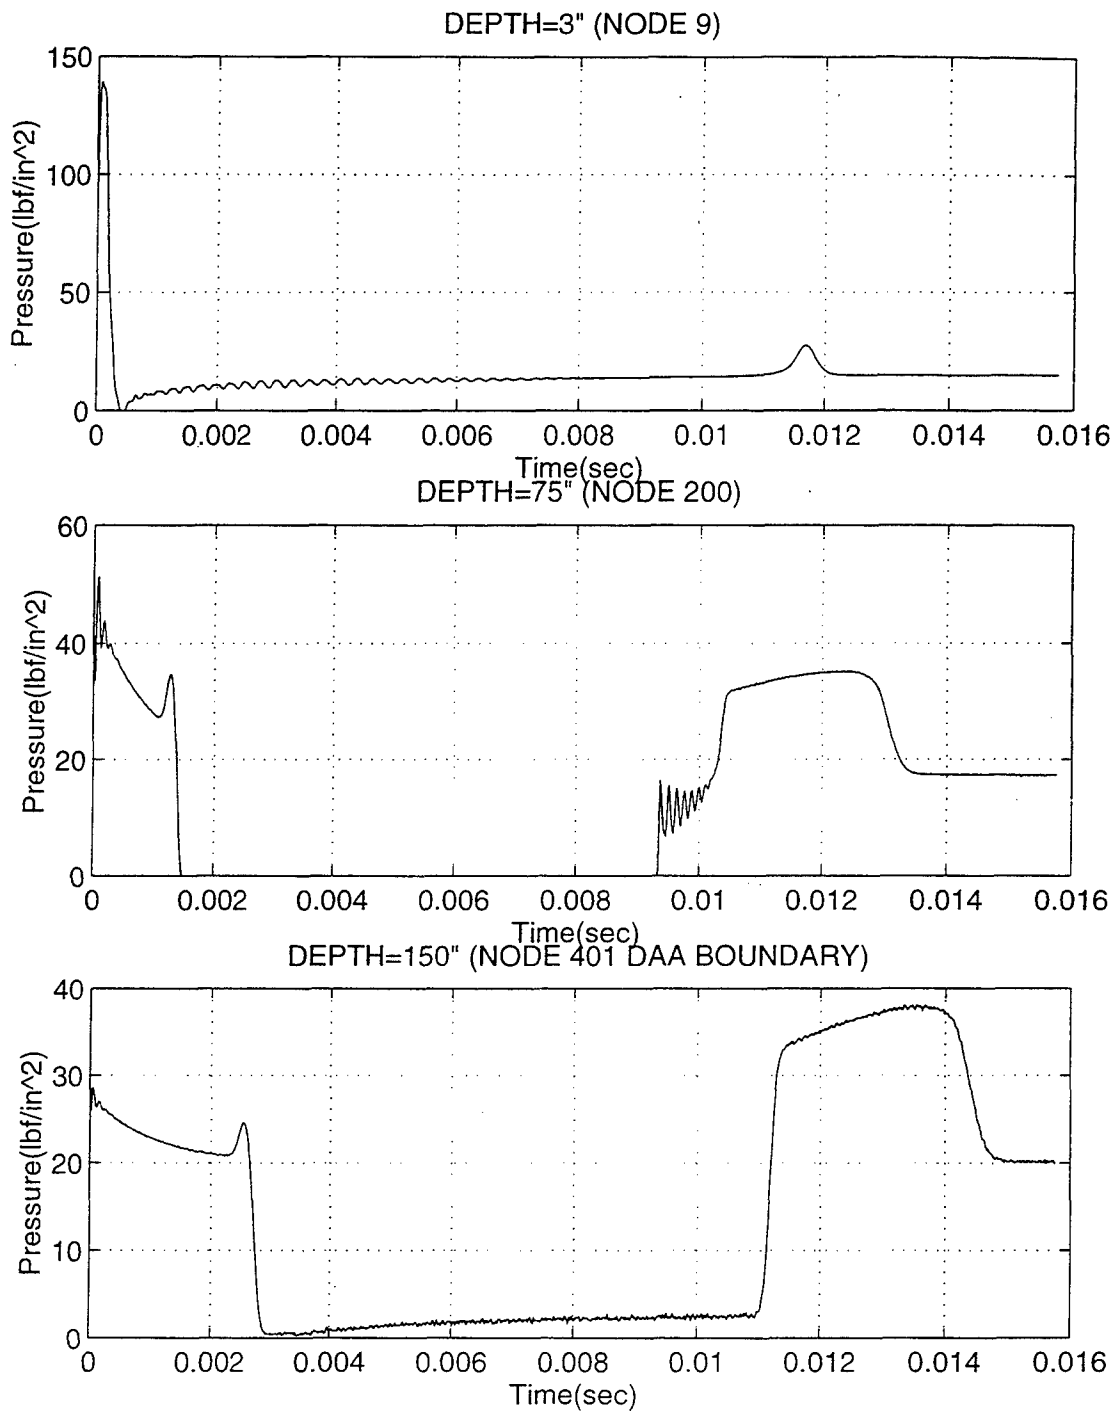 DEPTH=3" (NODE 9)
150
100
50
0
Pressure(lbf/in^2)
0 0.002 0.004 0.006 0.008 0.01 0.012 0.014 0.016
Time(sec)
DEPTH=75" (NODE 200)
60
40
20
0
Pressure(lbf/in^2)
0 0.002 0.004 0.006 0.008 0.01 0.012 0.014 0.016
Time(sec)
DEPTH=150" (NODE 401 DAA BOUNDARY)
40
30
20
10
0
Pressure(lbf/in^2)
0 0.002 0.004 0.006 0.008 0.01 0.012 0.014 0.016
Time(sec)